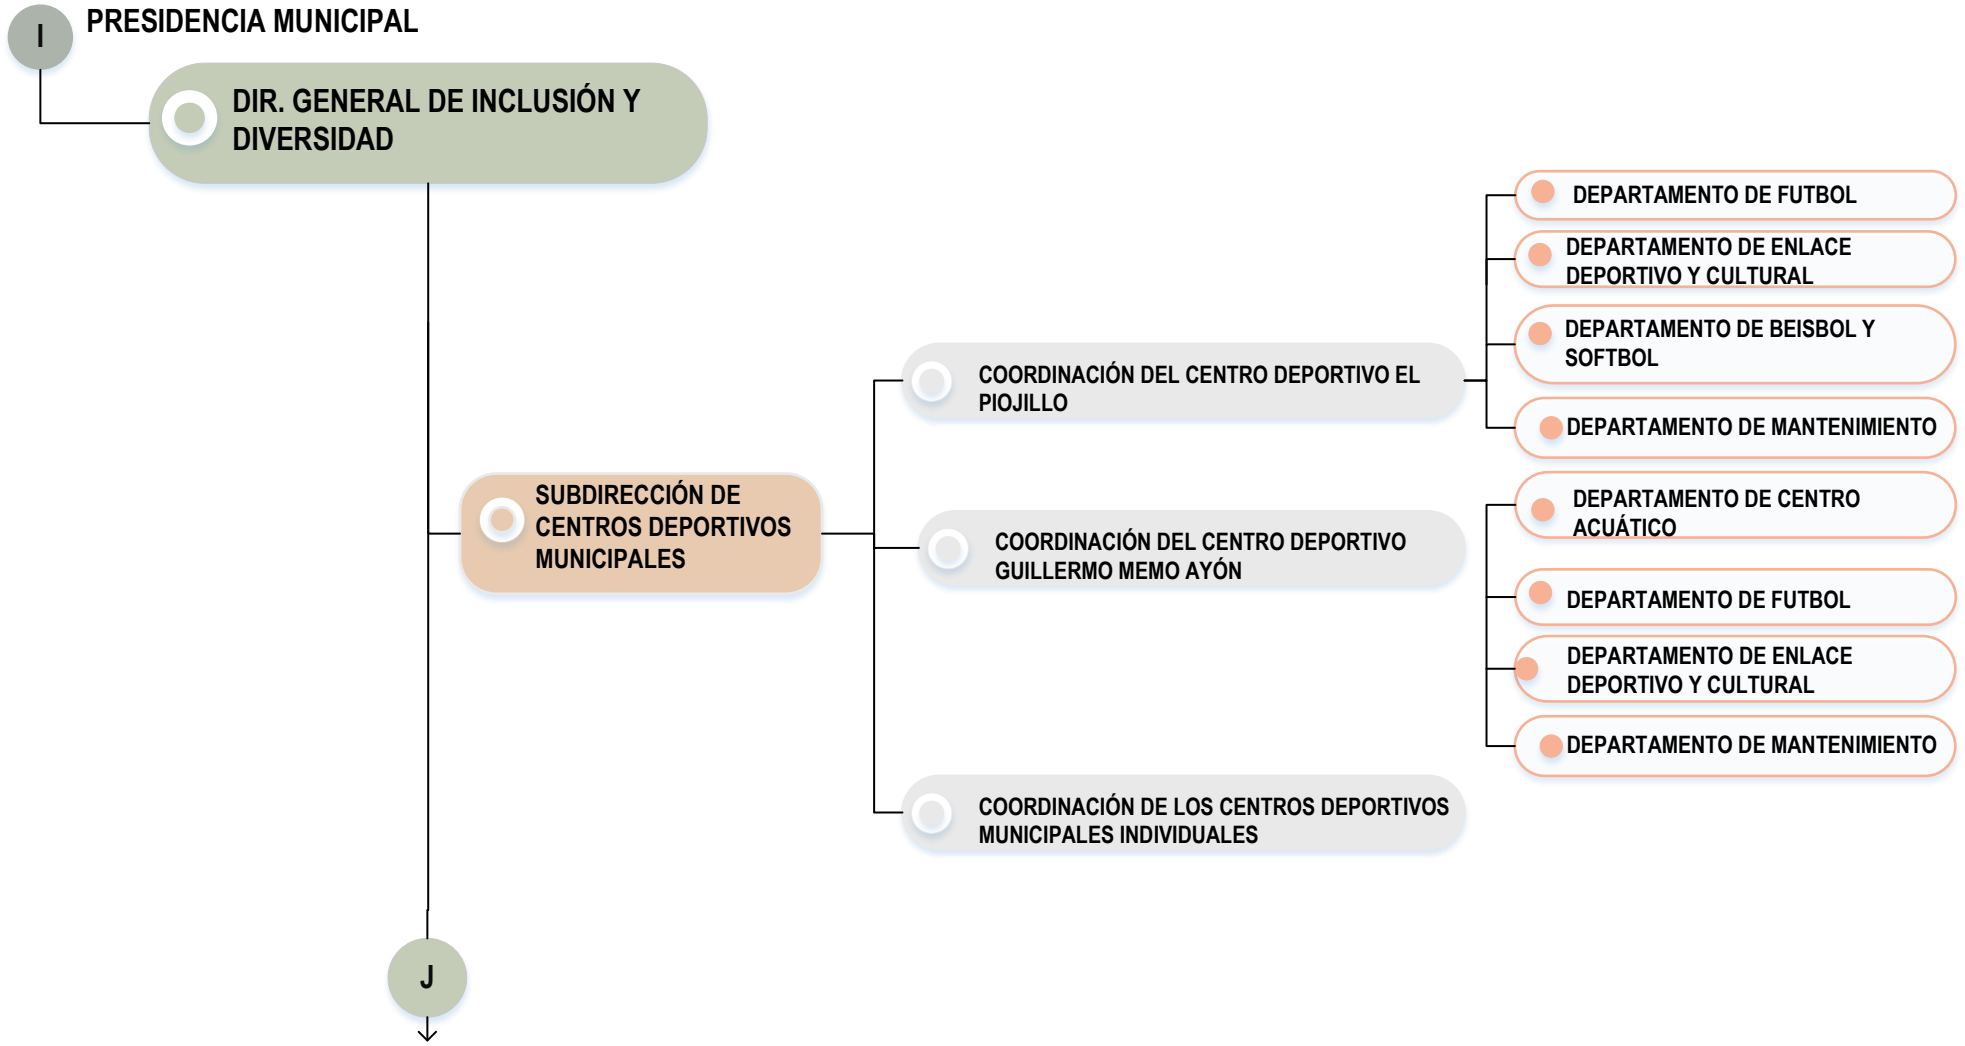 I
PRESIDENCIA MUNICIPAL
DIR. GENERAL DE INCLUSIÓN Y
DIVERSIDAD
SUBDIRECCIÓN DE
CENTROS DEPORTIVOS
MUNICIPALES
COORDINACIÓN DEL CENTRO DEPORTIVO EL
PIOJILLO
DEPARTAMENTO DE FUTBOL
DEPARTAMENTO DE ENLACE
DEPORTIVO Y CULTURAL
DEPARTAMENTO DE BEISBOL Y
SOFTBOL
DEPARTAMENTO DE MANTENIMIENTO
COORDINACIÓN DEL CENTRO DEPORTIVO
GUILLERMO MEMO AYÓN
DEPARTAMENTO DE CENTRO
ACUÁTICO
DEPARTAMENTO DE FUTBOL
DEPARTAMENTO DE ENLACE
DEPORTIVO Y CULTURAL
DEPARTAMENTO DE MANTENIMIENTO
COORDINACIÓN DE LOS CENTROS DEPORTIVOS
MUNICIPALES INDIVIDUALES
J